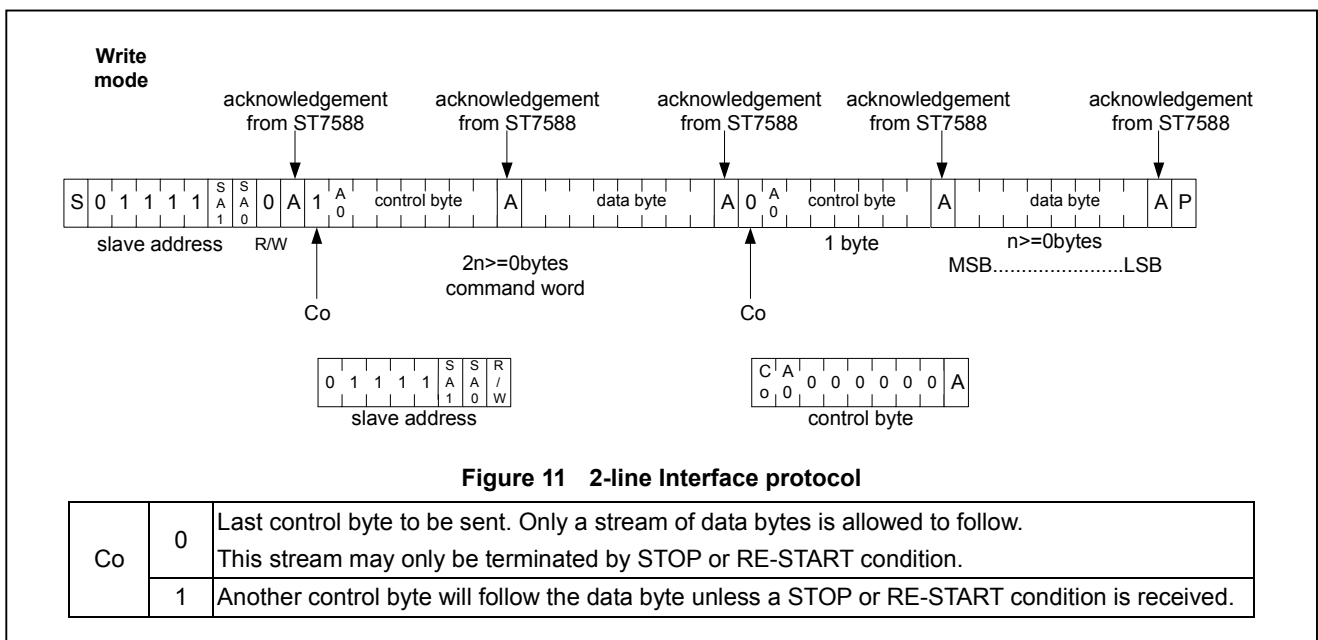 Write
mode
acknowledgement acknowledgement acknowledgement acknowledgement acknowledgement
from ST7588 from ST7588 from ST7588 from ST7588 from ST7588
S 0 1 1 1 1 SA1 SA0 0 A 1 A0 control byte A data byte A 0 A0 control byte A data byte A P
slave address R/W 1 byte n>=0bytes
2n>=0bytes MSB.......................LSB
command word
Co Co
0 1 1 1 1 SA1 SA0 R/W Co A0 0 0 0 0 0 0 A
slave address control byte
Figure 11 2-line Interface protocol
Co 0 Last control byte to be sent. Only a stream of data bytes is allowed to follow.
This stream may only be terminated by STOP or RE-START condition.
1 Another control byte will follow the data byte unless a STOP or RE-START condition is received.